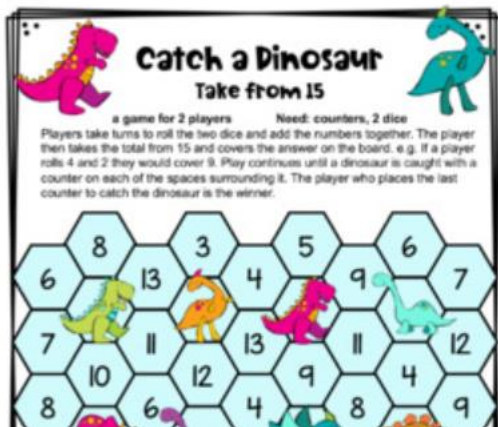 Catch a Dinosaur
Take from 15
a game for 2 players Need: counters, 2 dice
Players take turns to roll the two dice and add the numbers together. The player
then takes the total from 15 and covers the answer on the board. e.g. If a player
rolls 4 and 2 they would cover 9. Play continues until a dinosaur is caught with a
counter on each of the spaces surrounding it. The player who places the last
counter to catch the dinosaur is the winner.
8 3 5 6
6 13 4 9 7
7 11 13 11 12
10 12 9 4
8 6 4 8 9